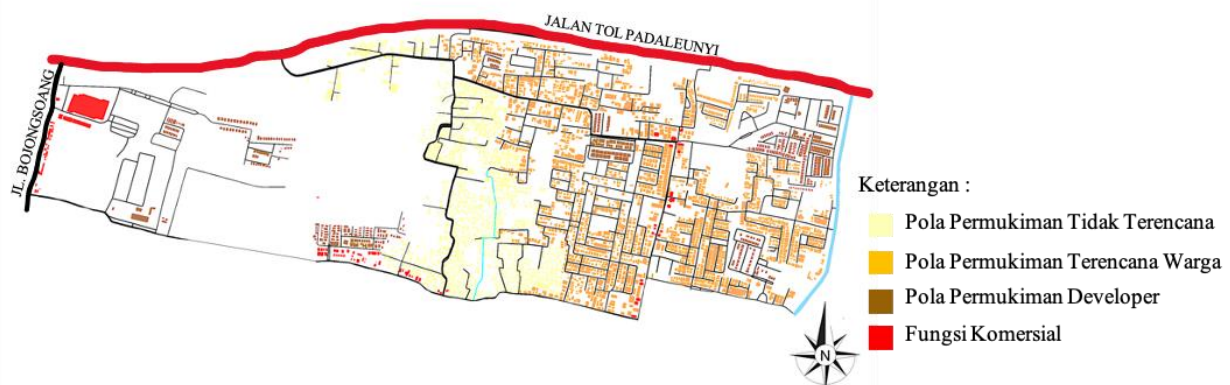 JALAN TOL PADALEUNYI
JL. BOJONGSOANG
Keterangan :
Pola Permukiman Tidak Terencana
Pola Permukiman Terencana Warga
Pola Permukiman Developer
Fungsi Komersial
N